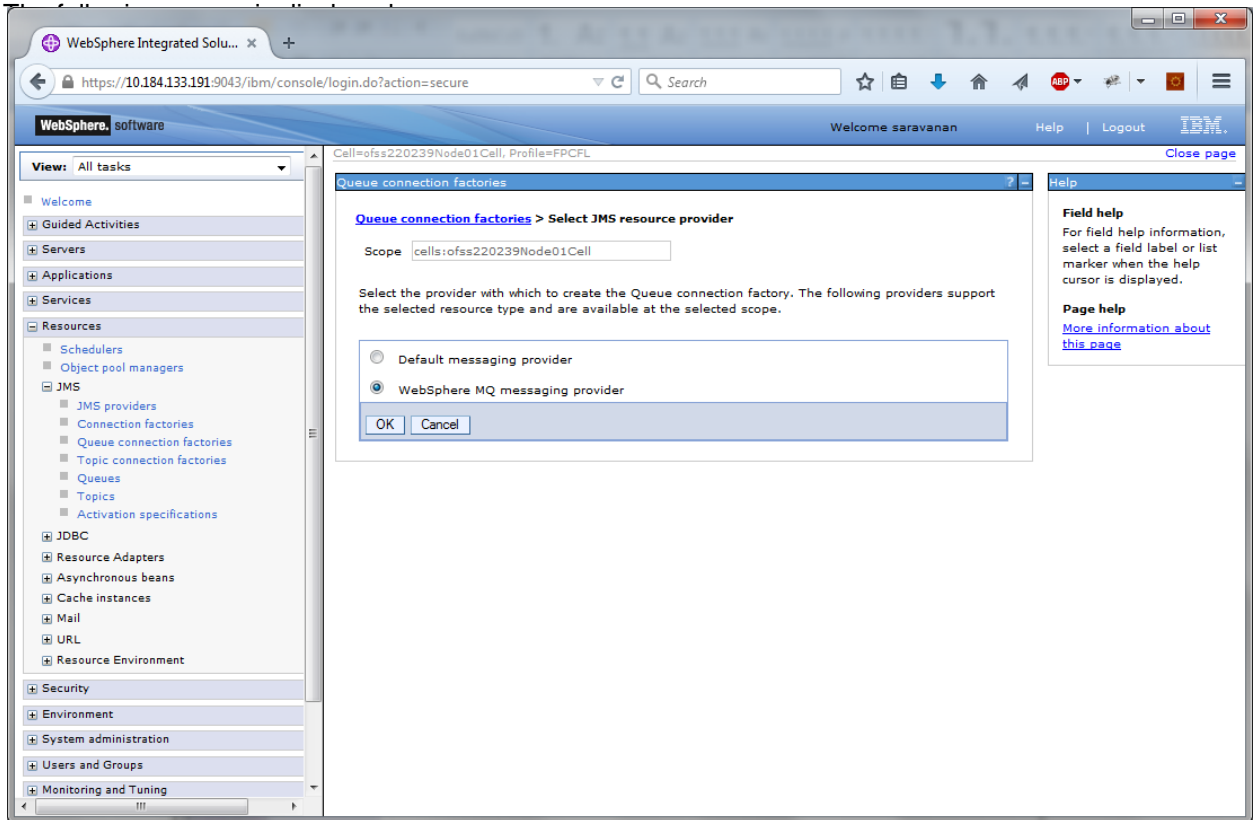 WebSphere Integrated Solu... × +
https://10.184.133.191:9043/ibm/console/login.do?action=secure
Search
ABP
WebSphere. software
Welcome saravanan
Help | Logout
IBM.
View: All tasks
Welcome
Guided Activities
Servers
Applications
Services
Resources
Schedulers
Object pool managers
JMS
JMS providers
Connection factories
Queue connection factories
Topic connection factories
Queues
Topics
Activation specifications
JDBC
Resource Adapters
Asynchronous beans
Cache instances
Mail
URL
Resource Environment
Security
Environment
System administration
Users and Groups
Monitoring and Tuning
Cell=ofss220239Node01Cell, Profile=FPCFL
Close page
Queue connection factories ? –
Queue connection factories > Select JMS resource provider
Scope cells:ofss220239Node01Cell
Select the provider with which to create the Queue connection factory. The following providers support
the selected resource type and are available at the selected scope.
Default messaging provider
WebSphere MQ messaging provider
OK Cancel
Help –
Field help
For field help information,
select a field label or list
marker when the help
cursor is displayed.
Page help
More information about
this page